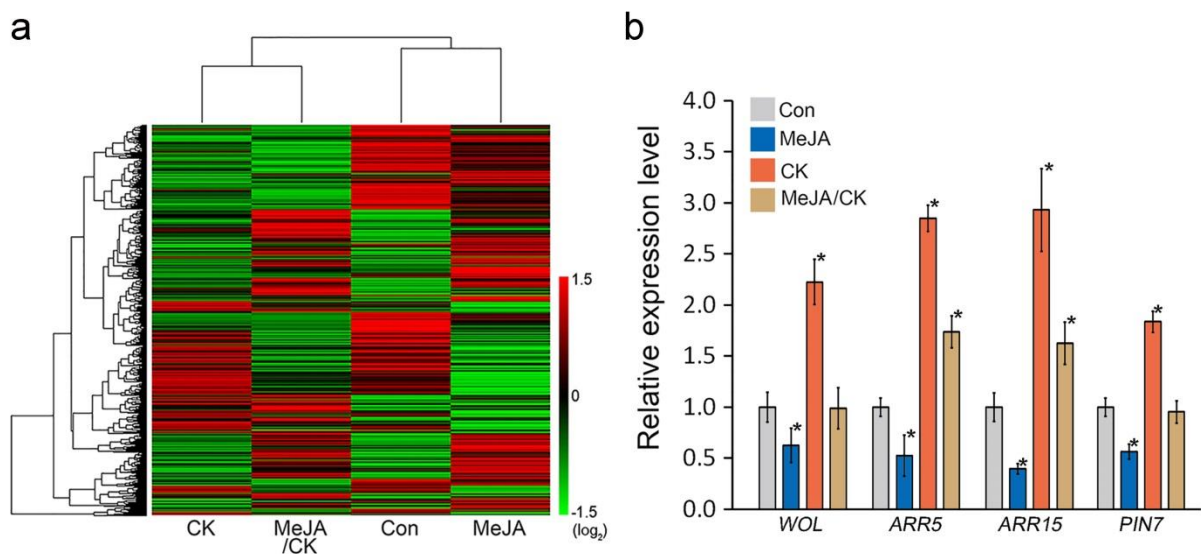 a
1.5
0
-1.5
(log₂)
CK
MeJA
/CK
Con
MeJA
b
Relative expression level
4.0
3.5
3.0
2.5
2.0
1.5
1.0
0.5
0.0
Con
MeJA
CK
MeJA/CK
* * * * * * * * * *
WOL ARR5 ARR15 PIN7